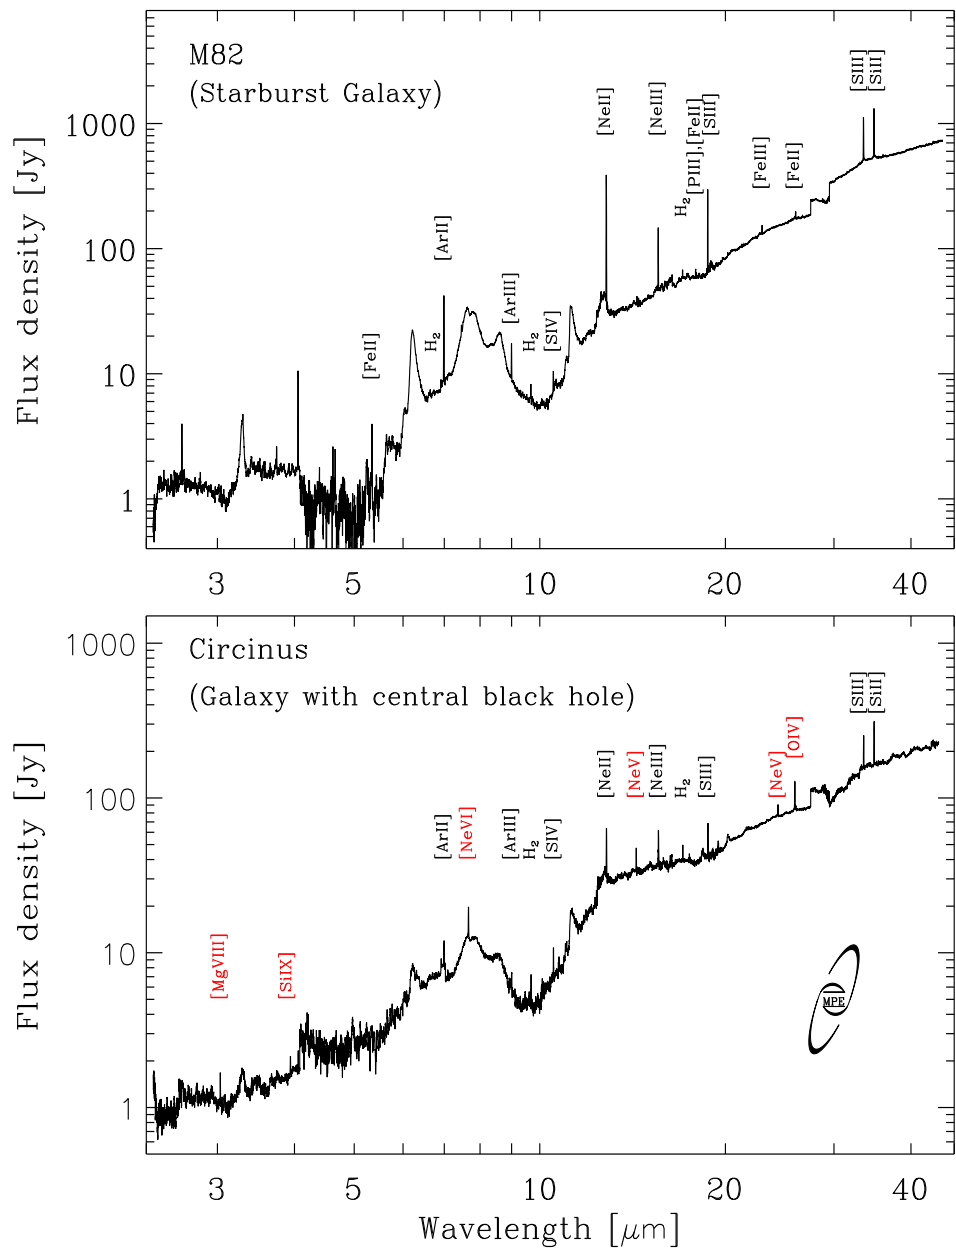 M82
(Starburst Galaxy)
Flux density [Jy]
1000
100
10
1
[FeII]
H2
[ArII]
[ArIII]
H2
[SIV]
[NeII]
[NeIII]
H2
[PIII],[FeII]
[SIII]
[FeIII]
[FeII]
[SIII]
[SiII]
3 5 10 20 40
Circinus
(Galaxy with central black hole)
Flux density [Jy]
1000
100
10
1
[MgVIII]
[SiIX]
[ArII]
[NeVI]
[ArIII]
H2
[SIV]
[NeII]
[NeV]
[NeIII]
H2
[SIII]
[NeV]
[OIV]
[SIII]
[SiII]
MPE
3 5 10 20 40
Wavelength [μm]